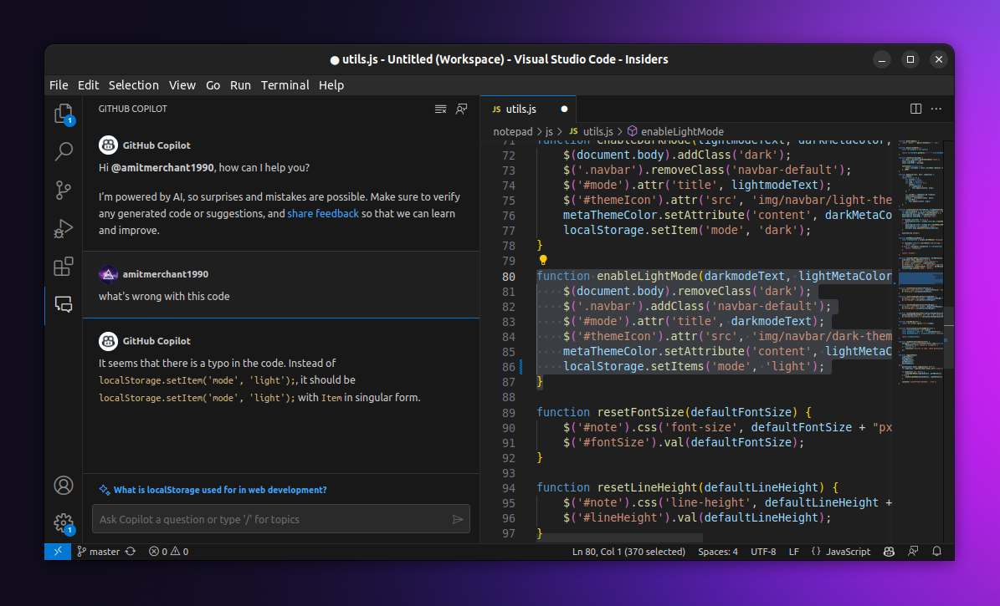 ● utils.js - Untitled (Workspace) - Visual Studio Code - Insiders
File Edit Selection View Go Run Terminal Help
1
GITHUB COPILOT
GitHub Copilot
Hi @amitmerchant1990, how can I help you?
I'm powered by AI, so surprises and mistakes are possible. Make sure to verify
any generated code or suggestions, and share feedback so that we can learn
and improve.
amitmerchant1990
what's wrong with this code
GitHub Copilot
It seems that there is a typo in the code. Instead of
localStorage.setItem('mode', 'light');, it should be
localStorage.setItem('mode', 'light'); with Item in singular form.
What is localStorage used for in web development?
Ask Copilot a question or type '/' for topics
1
JS utils.js ●
notepad > js > JS utils.js > enableLightMode
71 function enableDarkMode(lightmodeText, darkMetaColor,
72 $(document.body).addClass('dark');
73 $('.navbar').removeClass('navbar-default');
74 $('#mode').attr('title', lightmodeText);
75 $('#themeIcon').attr('src', 'img/navbar/light-the
76 metaThemeColor.setAttribute('content', darkMetaCo
77 localStorage.setItem('mode', 'dark');
78 }
79
80 function enableLightMode(darkmodeText, lightMetaColor
81 $(document.body).removeClass('dark');
82 $('.navbar').addClass('navbar-default');
83 $('#mode').attr('title', darkmodeText);
84 $('#themeIcon').attr('src', 'img/navbar/dark-them
85 metaThemeColor.setAttribute('content', lightMetaC
86 localStorage.setItems('mode', 'light');
87 }
88
89 function resetFontSize(defaultFontSize) {
90 $('#note').css('font-size', defaultFontSize + "px
91 $('#fontSize').val(defaultFontSize);
92 }
93
94 function resetLineHeight(defaultLineHeight) {
95 $('#note').css('line-height', defaultLineHeight +
96 $('#lineHeight').val(defaultLineHeight);
97 }
master 0 0 Ln 80, Col 1 (370 selected) Spaces: 4 UTF-8 LF {} JavaScript